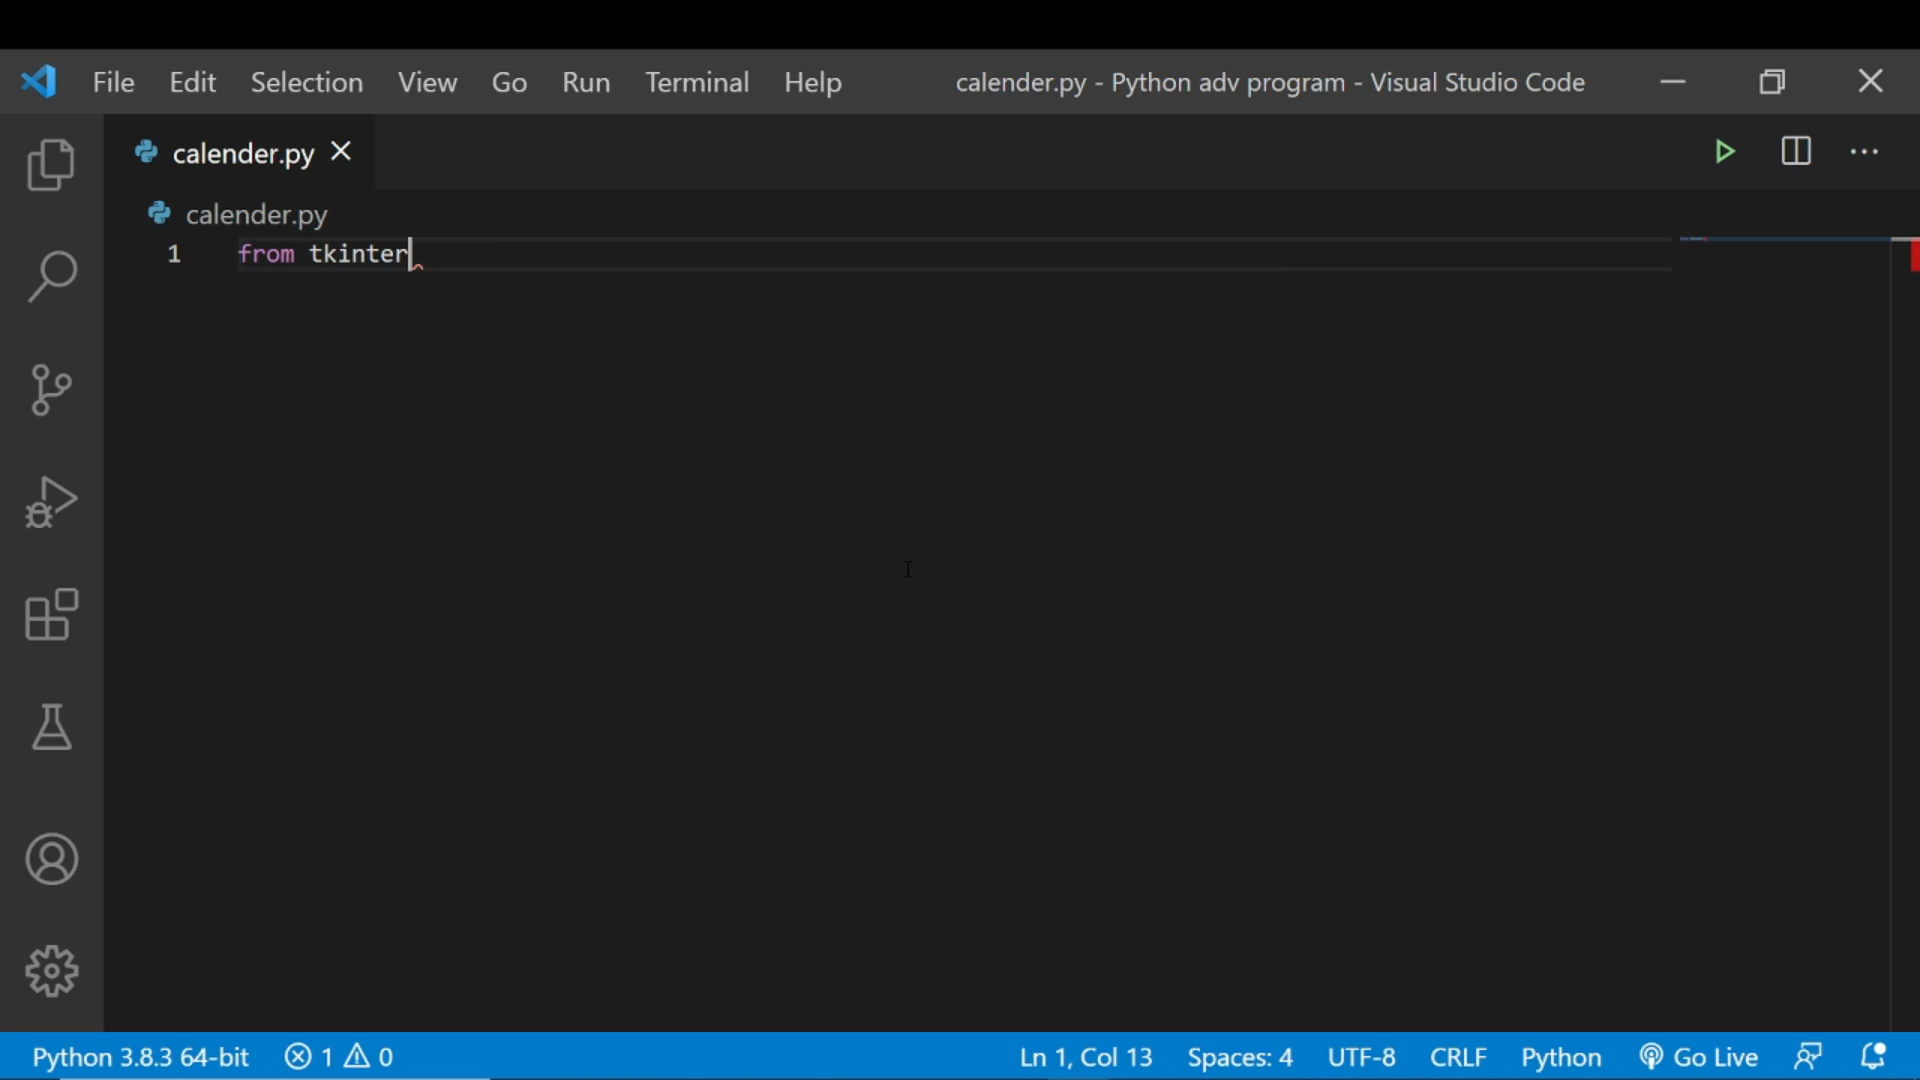 File Edit Selection View Go Run Terminal Help calender.py - Python adv program - Visual Studio Code
calender.py
calender.py
1 from tkinter
Python 3.8.3 64-bit 1 0 Ln 1, Col 13 Spaces: 4 UTF-8 CRLF Python Go Live